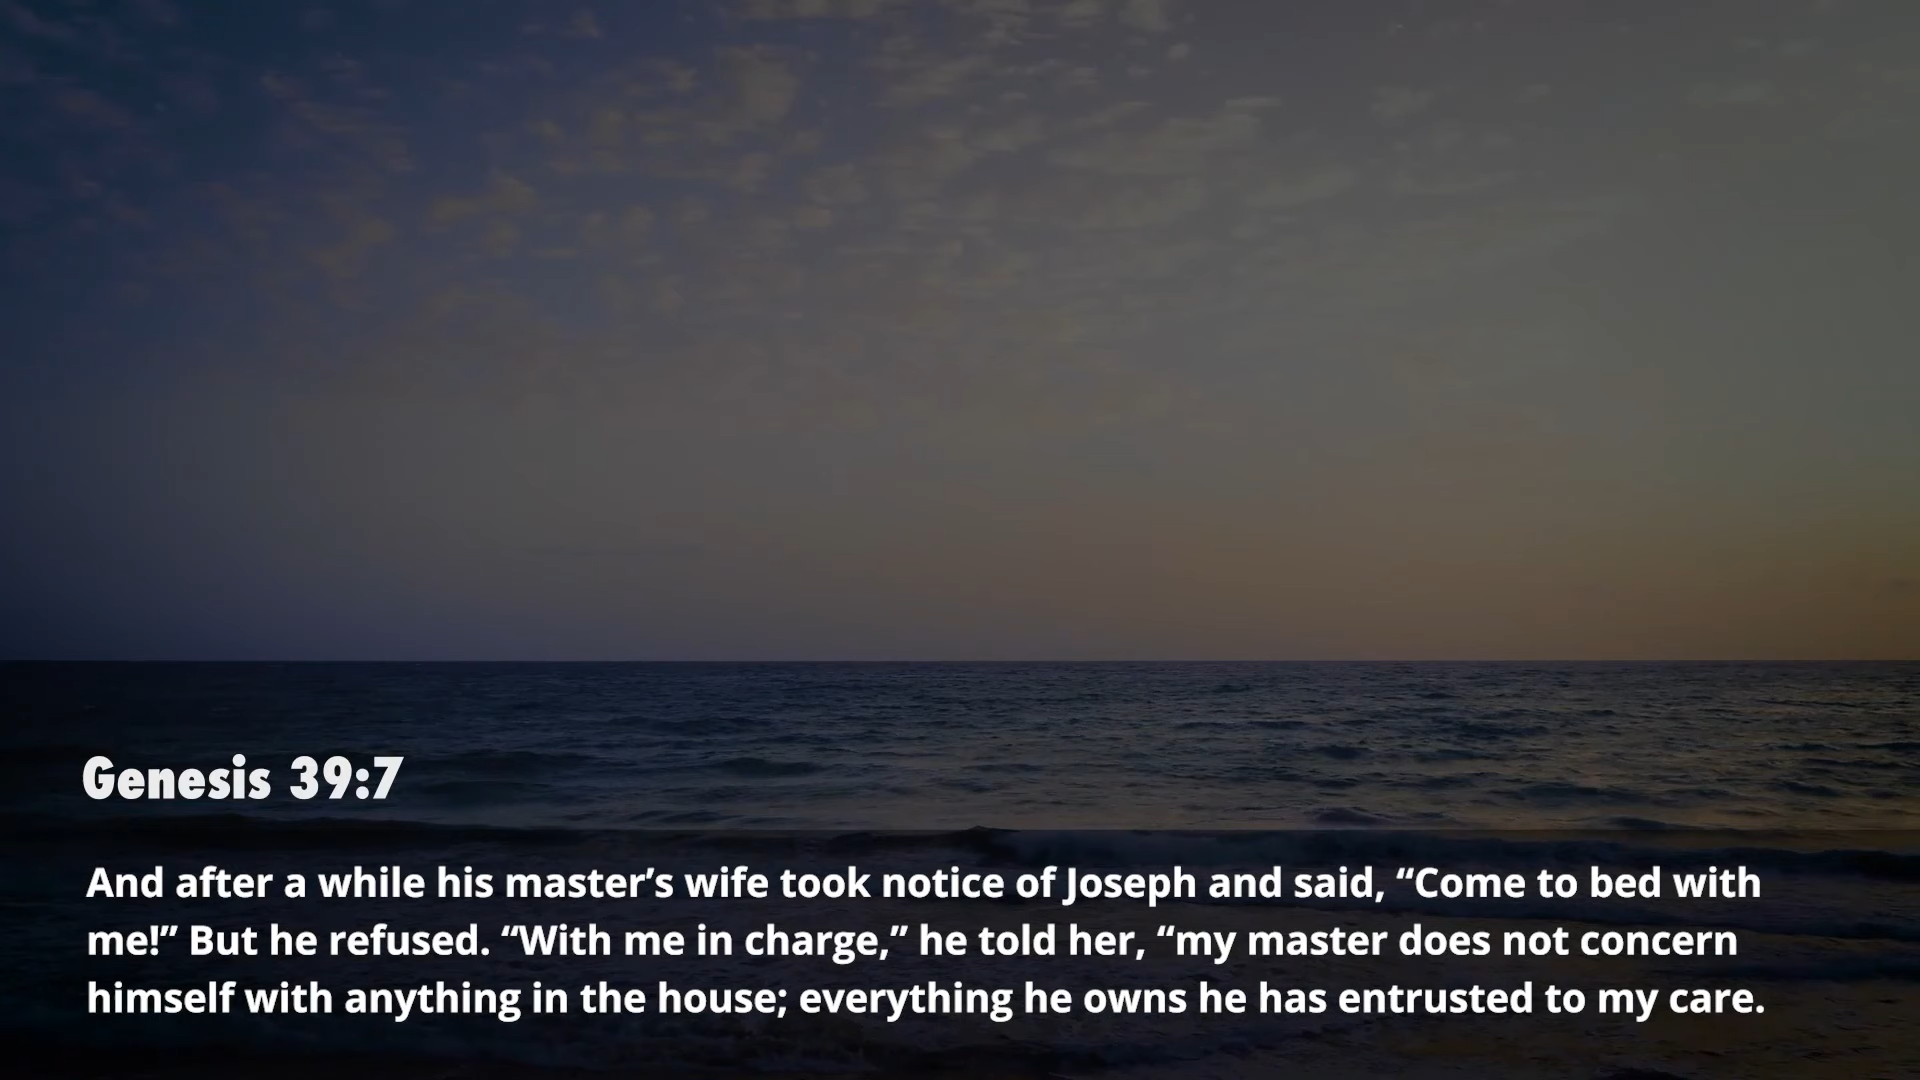 Genesis 39:7
And after a while his master’s wife took notice of Joseph and said, “Come to bed with
me!” But he refused. “With me in charge,” he told her, “my master does not concern
himself with anything in the house; everything he owns he has entrusted to my care.